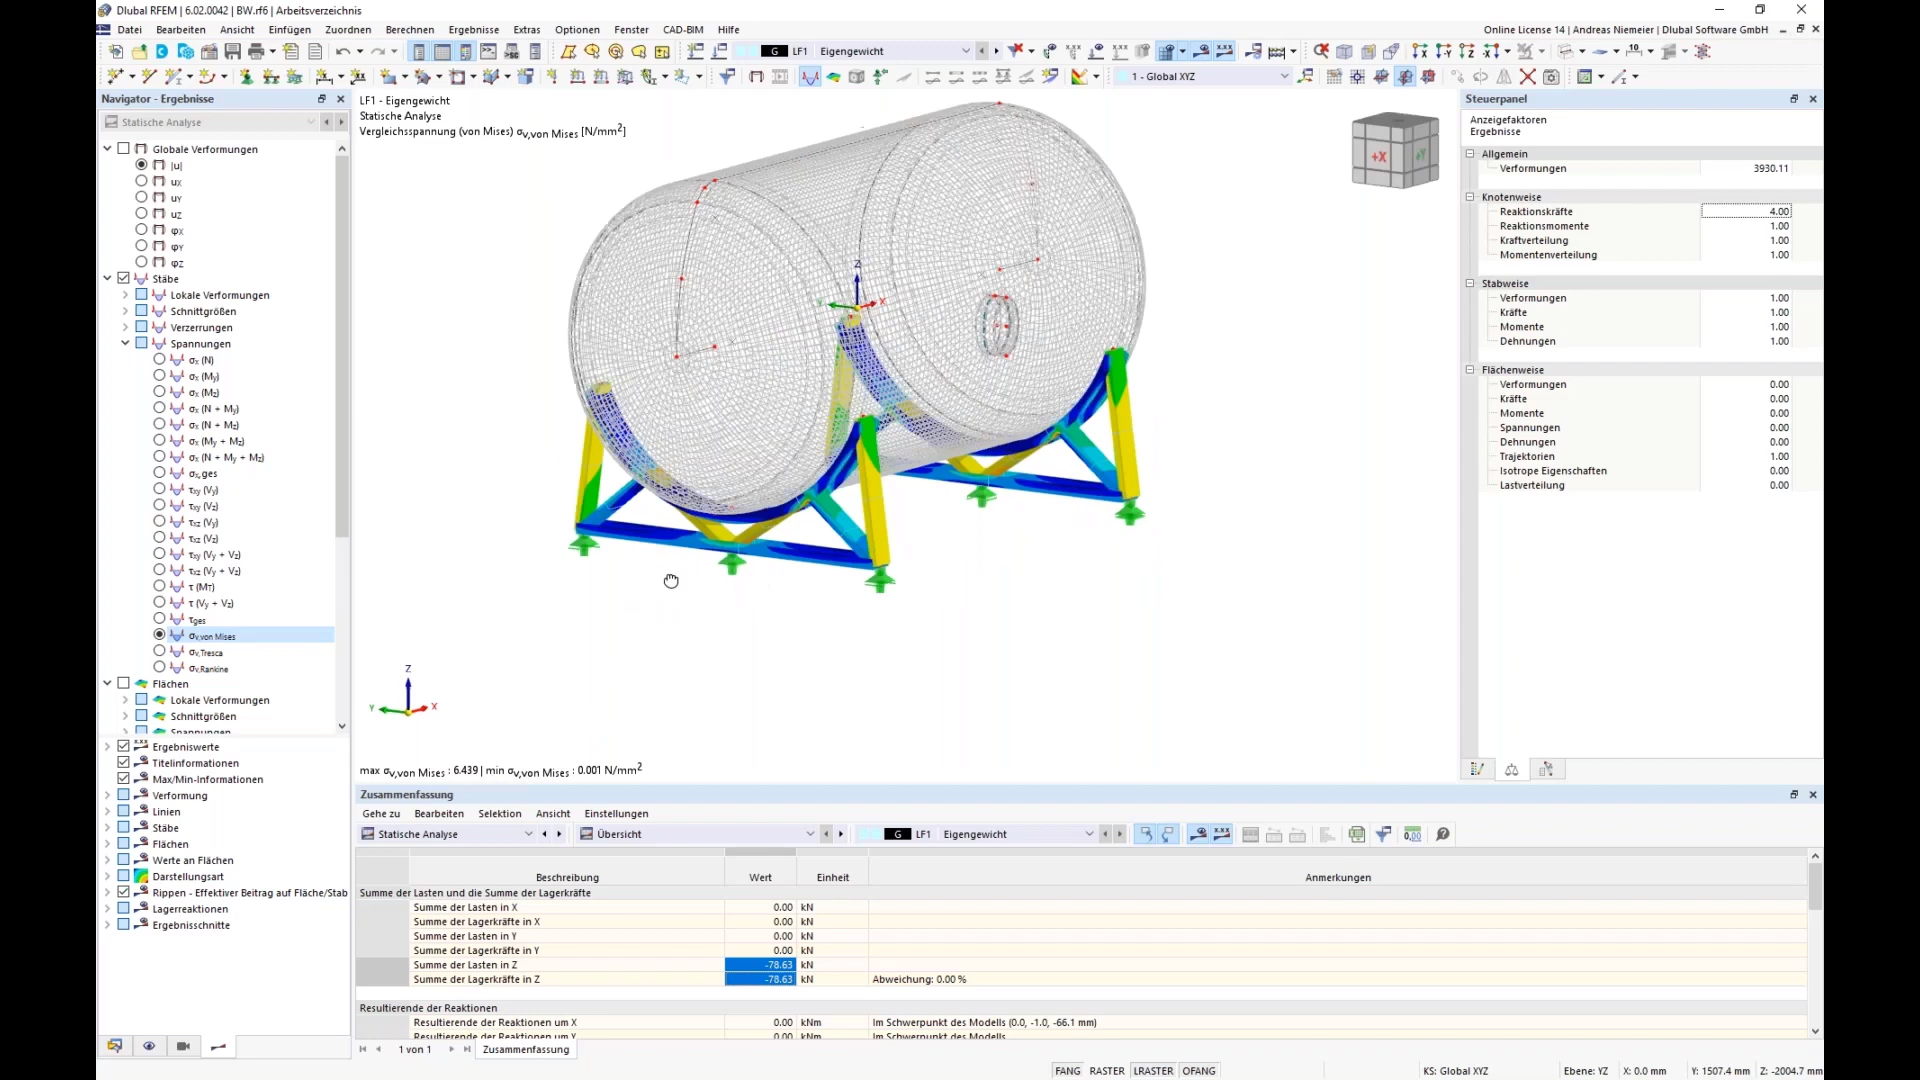 Dlubal RFEM | 6.02.0042 | BW.rf6 | Arbeitsverzeichnis
Datei Bearbeiten Ansicht Einfügen Zuordnen Berechnen Ergebnisse Extras Optionen Fenster CAD-BIM Hilfe
Online License 14 | Andreas Niemeier | Dlubal Software GmbH
G LF1 Eigengewicht
1 - Global XYZ
Navigator - Ergebnisse
Statische Analyse
Globale Verformungen
|u|
uX
uY
uZ
φX
φY
φZ
Stäbe
Lokale Verformungen
Schnittgrößen
Verzerrungen
Spannungen
σx (N)
σx (My)
σx (Mz)
σx (N + My)
σx (N + Mz)
σx (My + Mz)
σx (N + My + Mz)
σx,ges
τxy (Vy)
τxy (Vz)
τxz (Vy)
τxz (Vz)
τxy (Vy + Vz)
τxz (Vy + Vz)
τ (MT)
τ (Vy + Vz)
τges
σv,von Mises
σv,Tresca
σv,Rankine
Flächen
Lokale Verformungen
Schnittgrößen
Spannungen
Ergebniswerte
Titelinformationen
Max/Min-Informationen
Verformung
Linien
Stäbe
Flächen
Werte an Flächen
Darstellungsart
Rippen - Effektiver Beitrag auf Fläche/Stab
Lagerreaktionen
Ergebnisschnitte
LF1 - Eigengewicht
Statische Analyse
Vergleichsspannung (von Mises) σv,von Mises [N/mm²]
+X +Y
Z
Y X
Z
Y X
max σv,von Mises : 6.439 | min σv,von Mises : 0.001 N/mm²
Steuerpanel
Anzeigefaktoren
Ergebnisse
Allgemein
Verformungen 3930.11
Knotenweise
Reaktionskräfte 4.00
Reaktionsmomente 1.00
Kraftverteilung 1.00
Momentenverteilung 1.00
Stabweise
Verformungen 1.00
Kräfte 1.00
Momente 1.00
Dehnungen 1.00
Flächenweise
Verformungen 0.00
Kräfte 0.00
Momente 0.00
Spannungen 0.00
Dehnungen 0.00
Trajektorien 1.00
Isotrope Eigenschaften 0.00
Lastverteilung 0.00
Zusammenfassung
Gehe zu Bearbeiten Selektion Ansicht Einstellungen
Statische Analyse Übersicht G LF1 Eigengewicht
Beschreibung Wert Einheit Anmerkungen
Summe der Lasten und die Summe der Lagerkräfte
Summe der Lasten in X 0.00 kN
Summe der Lagerkräfte in X 0.00 kN
Summe der Lasten in Y 0.00 kN
Summe der Lagerkräfte in Y 0.00 kN
Summe der Lasten in Z -78.63 kN
Summe der Lagerkräfte in Z -78.63 kN Abweichung: 0.00 %
Resultierende der Reaktionen
Resultierende der Reaktionen um X 0.00 kNm Im Schwerpunkt des Modells (0.0, -1.0, -66.1 mm)
Resultierende der Reaktionen um Y 0.00 kNm Im Schwerpunkt des Modells
1 von 1 Zusammenfassung
FANG RASTER LRASTER OFANG KS: Global XYZ Ebene: YZ X: 0.0 mm Y: 1507.4 mm Z: -2004.7 mm